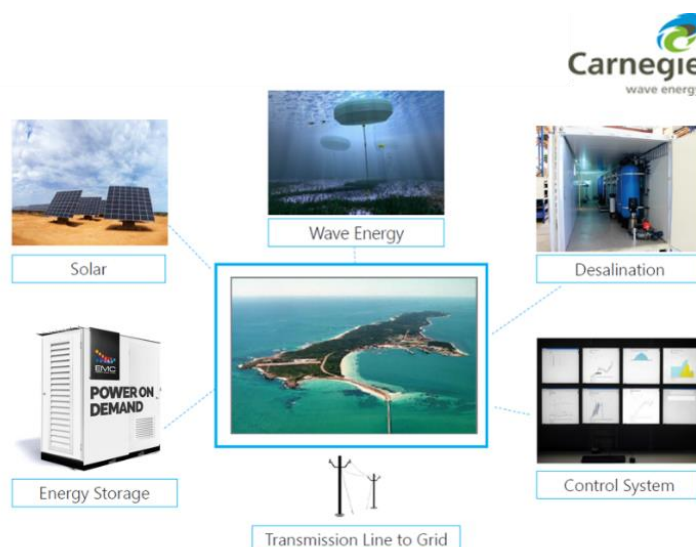 Carnegie
wave energy
Wave Energy
Solar
Desalination
EMC
POWER ON
DEMAND
Energy Storage
Control System
Transmission Line to Grid